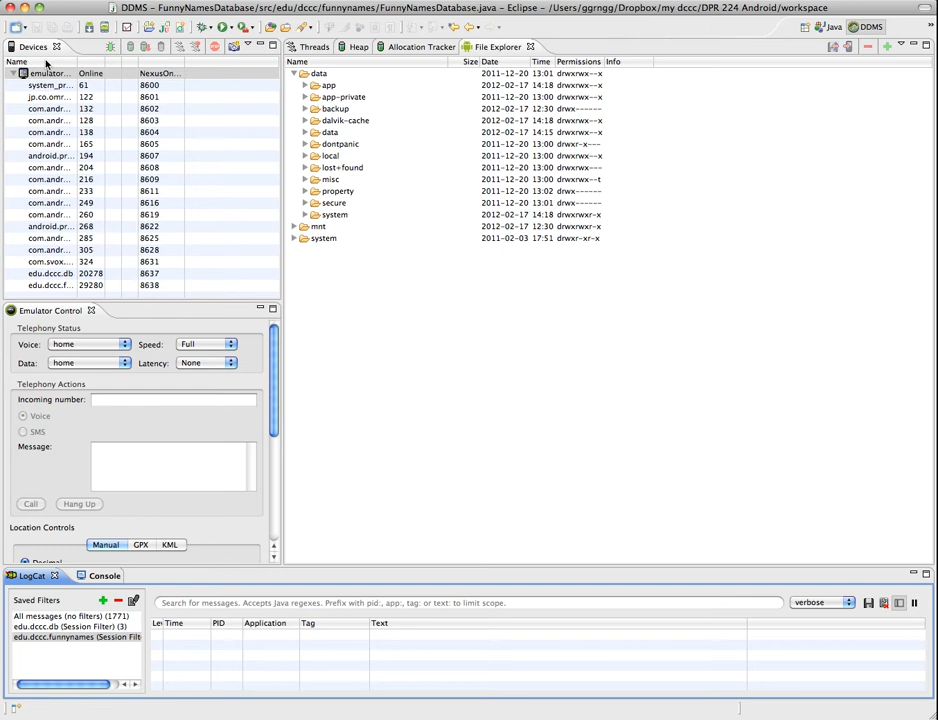 DDMS – FunnyNamesDatabase/src/edu/dccc/funnynames/FunnyNamesDatabase.java – Eclipse – /Users/ggrngg/Dropbox/my dccc/DPR 224 Android/workspace
Java DDMS
Devices
Name
emulator... Online NexusOn...
system_pr... 61 8600
jp.co.omr... 122 8601
com.andr... 132 8602
com.andr... 128 8603
com.andr... 138 8604
com.andr... 165 8605
android.pr... 194 8607
com.andr... 204 8608
com.andr... 216 8609
com.andr... 233 8611
com.andr... 249 8616
com.andr... 260 8619
android.pr... 268 8622
com.andr... 285 8625
com.andr... 305 8628
com.svox.... 324 8631
edu.dccc.db 20278 8637
edu.dccc.f... 29280 8638
Threads Heap Allocation Tracker File Explorer
Name Size Date Time Permissions Info
data 2011-12-20 13:01 drwxrwx--x
app 2012-02-17 14:18 drwxrwx--x
app-private 2011-12-20 13:00 drwxrwx--x
backup 2012-02-17 12:30 drwx------
dalvik-cache 2012-02-17 14:18 drwxrwx--x
data 2012-02-17 14:15 drwxrwx--x
dontpanic 2011-12-20 13:00 drwxr-x---
local 2011-12-20 13:00 drwxrwx--x
lost+found 2011-12-20 13:00 drwxrwx---
misc 2011-12-20 13:00 drwxrwx--t
property 2011-12-20 13:02 drwx------
secure 2011-12-20 13:01 drwx------
system 2012-02-17 14:18 drwxrwxr-x
mnt 2012-02-17 12:30 drwxrwxr-x
system 2011-02-03 17:51 drwxr-xr-x
Emulator Control
Telephony Status
Voice: home Speed: Full
Data: home Latency: None
Telephony Actions
Incoming number:
Voice
SMS
Message:
Call Hang Up
Location Controls
Manual GPX KML
Decimal
LogCat Console
Saved Filters
All messages (no filters) (1771)
edu.dccc.db (Session Filter) (3)
edu.dccc.funnynames (Session Filt
Search for messages. Accepts Java regexes. Prefix with pid:, app:, tag: or text: to limit scope.
verbose
Le Time PID Application Tag Text